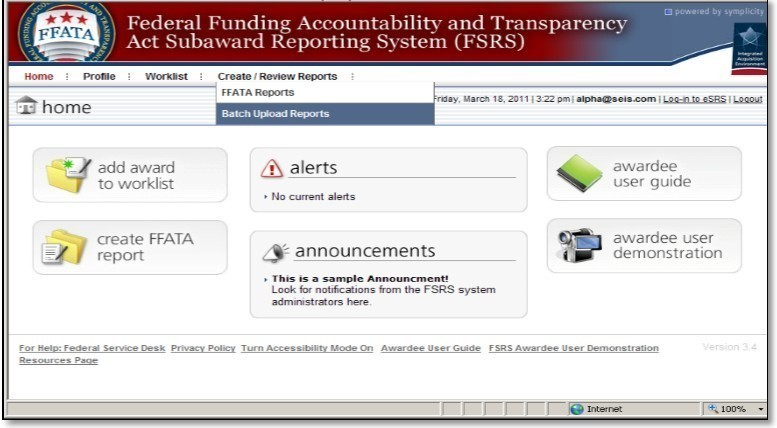 powered by symplicity
FFATA
Federal Funding Accountability and Transparency
Act Subaward Reporting System (FSRS)
Integrated
Acquisition
Environment
Home Profile Worklist Create / Review Reports
FFATA Reports
Batch Upload Reports
home
Friday, March 18, 2011 | 3:22 pm | alpha@seis.com | Log-in to eSRS | Logout
add award
to worklist
create FFATA
report
alerts
No current alerts
announcements
This is a sample Announcment!
Look for notifications from the FSRS system
administrators here.
awardee
user guide
awardee user
demonstration
For Help: Federal Service Desk Privacy Policy Turn Accessibility Mode On Awardee User Guide FSRS Awardee User Demonstration
Resources Page
Version 3.4
Internet
100%